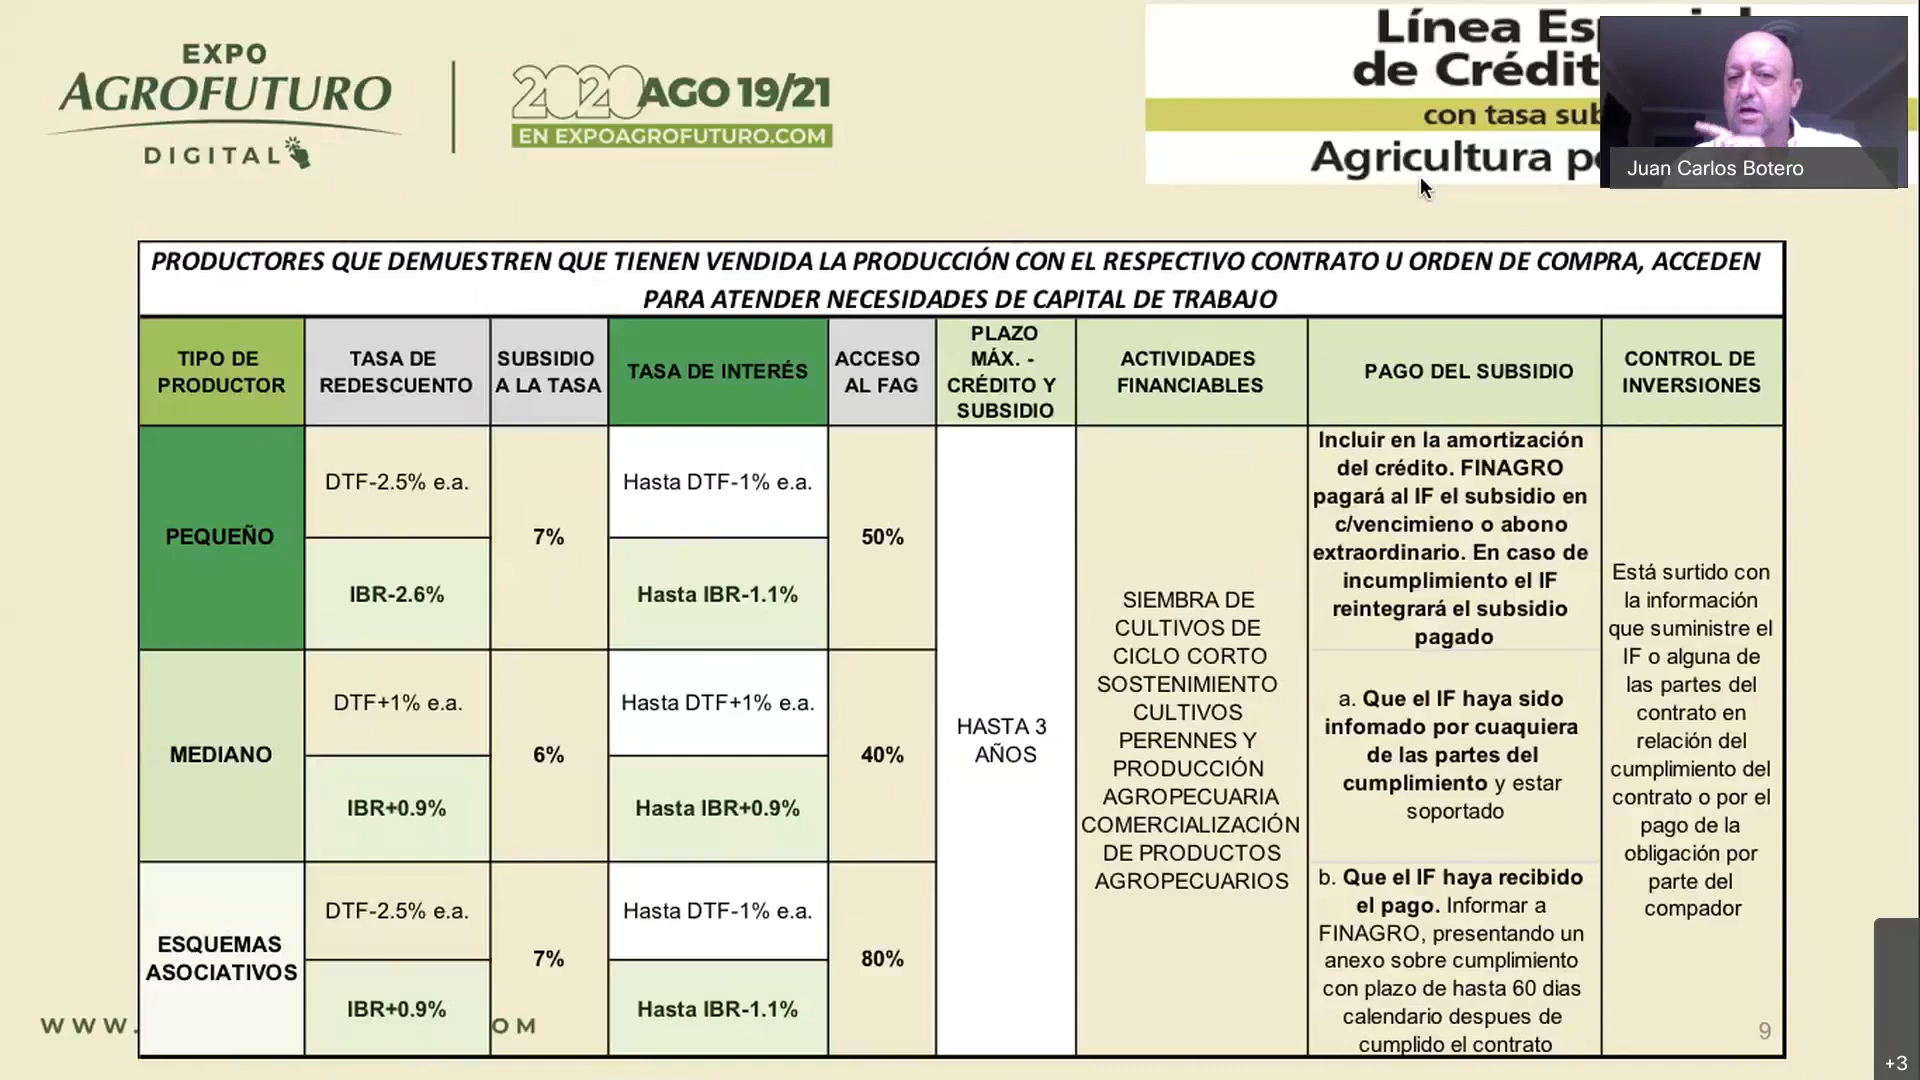 EXPO
AGROFUTURO
DIGITAL
2020 AGO 19/21
EN EXPOAGROFUTURO.COM
Línea Es
de Crédit
con tasa sub
Agricultura p
Juan Carlos Botero
PRODUCTORES QUE DEMUESTREN QUE TIENEN VENDIDA LA PRODUCCIÓN CON EL RESPECTIVO CONTRATO U ORDEN DE COMPRA, ACCEDEN
PARA ATENDER NECESIDADES DE CAPITAL DE TRABAJO
TIPO DE
PRODUCTOR
TASA DE
REDESCUENTO
SUBSIDIO
A LA TASA
TASA DE INTERÉS
ACCESO
AL FAG
PLAZO
MÁX. -
CRÉDITO Y
SUBSIDIO
ACTIVIDADES
FINANCIABLES
PAGO DEL SUBSIDIO
CONTROL DE
INVERSIONES
PEQUEÑO
DTF-2.5% e.a.
IBR-2.6%
7%
Hasta DTF-1% e.a.
Hasta IBR-1.1%
50%
MEDIANO
DTF+1% e.a.
IBR+0.9%
6%
Hasta DTF+1% e.a.
Hasta IBR+0.9%
40%
ESQUEMAS
ASOCIATIVOS
DTF-2.5% e.a.
IBR+0.9%
7%
Hasta DTF-1% e.a.
Hasta IBR-1.1%
80%
HASTA 3
AÑOS
SIEMBRA DE
CULTIVOS DE
CICLO CORTO
SOSTENIMIENTO
CULTIVOS
PERENNES Y
PRODUCCIÓN
AGROPECUARIA
COMERCIALIZACIÓN
DE PRODUCTOS
AGROPECUARIOS
Incluir en la amortización
del crédito. FINAGRO
pagará al IF el subsidio en
c/vencimieno o abono
extraordinario. En caso de
incumplimiento el IF
reintegrará el subsidio
pagado
a. Que el IF haya sido
infomado por cuaquiera
de las partes del
cumplimiento y estar
soportado
b. Que el IF haya recibido
el pago. Informar a
FINAGRO, presentando un
anexo sobre cumplimiento
con plazo de hasta 60 dias
calendario despues de
cumplido el contrato
Está surtido con
la información
que suministre el
IF o alguna de
las partes del
contrato en
relación del
cumplimiento del
contrato o por el
pago de la
obligación por
parte del
compador
WWW.
OM
9
+3